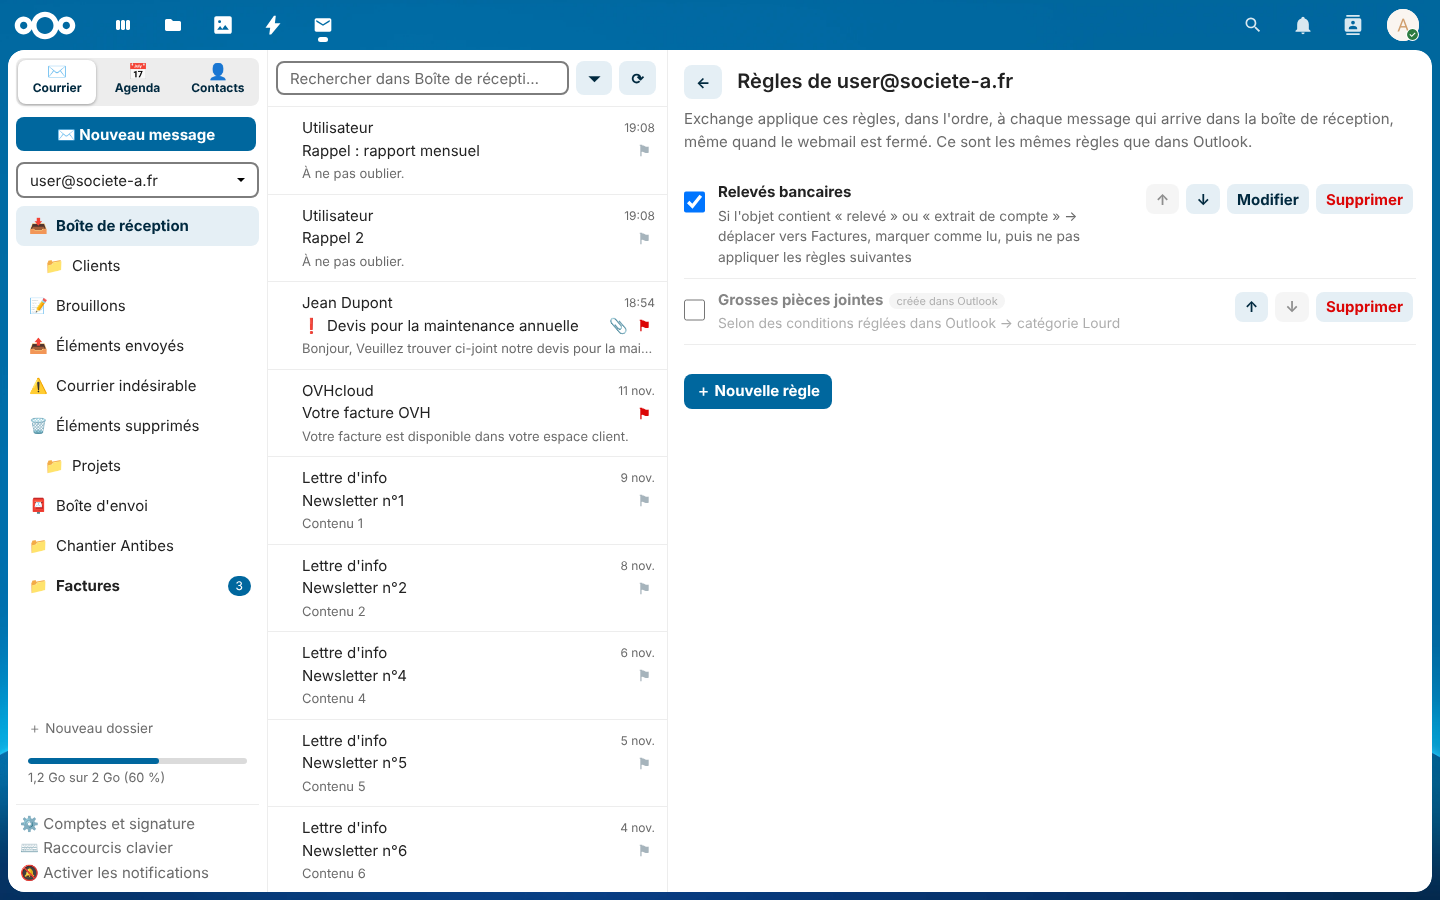 A
Courrier
Agenda
Contacts
Nouveau message
user@societe-a.fr
Boîte de réception
Clients
Brouillons
Éléments envoyés
Courrier indésirable
Éléments supprimés
Projets
Boîte d'envoi
Chantier Antibes
Factures 3
+ Nouveau dossier
1,2 Go sur 2 Go (60 %)
Comptes et signature
Raccourcis clavier
Activer les notifications
Rechercher dans Boîte de récepti...
Utilisateur 19:08
Rappel : rapport mensuel
À ne pas oublier.
Utilisateur 19:08
Rappel 2
À ne pas oublier.
Jean Dupont 18:54
❗ Devis pour la maintenance annuelle
Bonjour, Veuillez trouver ci-joint notre devis pour la mai...
OVHcloud 11 nov.
Votre facture OVH
Votre facture est disponible dans votre espace client.
Lettre d'info 9 nov.
Newsletter n°1
Contenu 1
Lettre d'info 8 nov.
Newsletter n°2
Contenu 2
Lettre d'info 6 nov.
Newsletter n°4
Contenu 4
Lettre d'info 5 nov.
Newsletter n°5
Contenu 5
Lettre d'info 4 nov.
Newsletter n°6
Contenu 6
← Règles de user@societe-a.fr
Exchange applique ces règles, dans l'ordre, à chaque message qui arrive dans la boîte de réception,
même quand le webmail est fermé. Ce sont les mêmes règles que dans Outlook.
Relevés bancaires ↑ ↓ Modifier Supprimer
Si l'objet contient « relevé » ou « extrait de compte » →
déplacer vers Factures, marquer comme lu, puis ne pas
appliquer les règles suivantes
Grosses pièces jointes créée dans Outlook ↑ ↓ Supprimer
Selon des conditions réglées dans Outlook → catégorie Lourd
+ Nouvelle règle